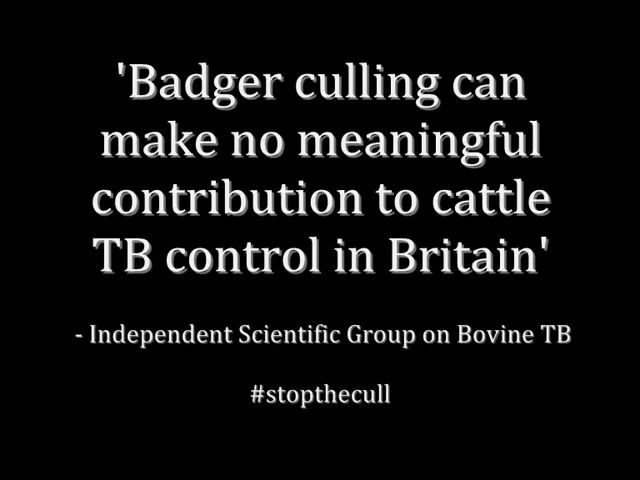 'Badger culling can
make no meaningful
contribution to cattle
TB control in Britain'
- Independent Scientific Group on Bovine TB
#stopthecull